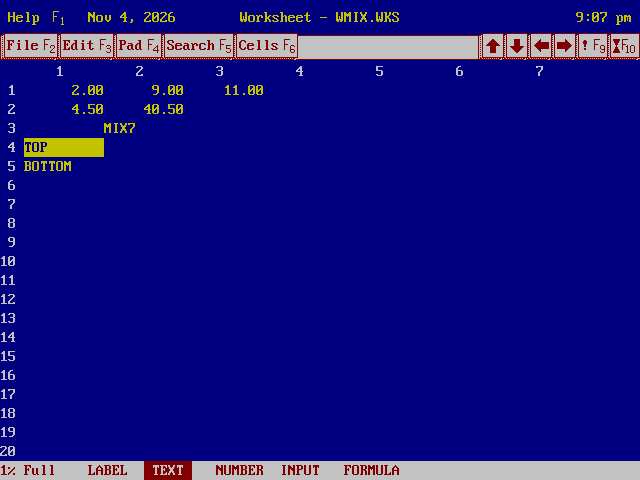 Help F1 Nov 4, 2026 Worksheet - WMIX.WKS 9:07 pm
File F2 Edit F3 Pad F4 Search F5 Cells F6 ! F9 F10
1 2 3 4 5 6 7
1 2.00 9.00 11.00
2 4.50 40.50
3 MIX7
4 TOP
5 BOTTOM
6
7
8
9
10
11
12
13
14
15
16
17
18
19
20
1% Full LABEL TEXT NUMBER INPUT FORMULA